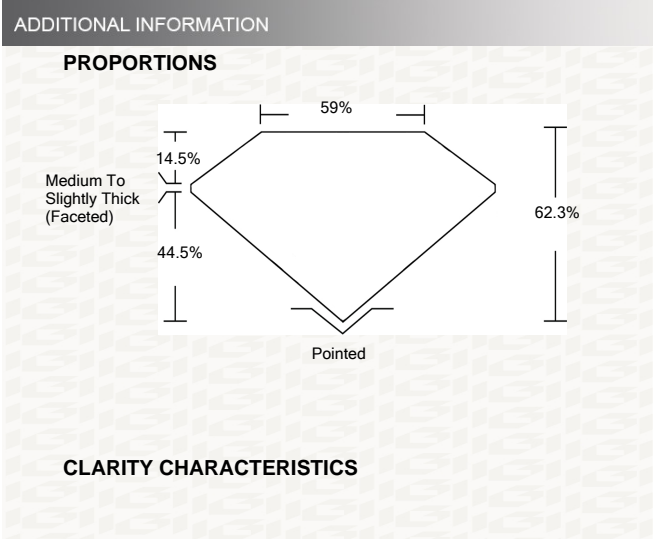 ADDITIONAL INFORMATION
PROPORTIONS
59%
14.5%
Medium To
Slightly Thick
(Faceted)
62.3%
44.5%
Pointed
CLARITY CHARACTERISTICS